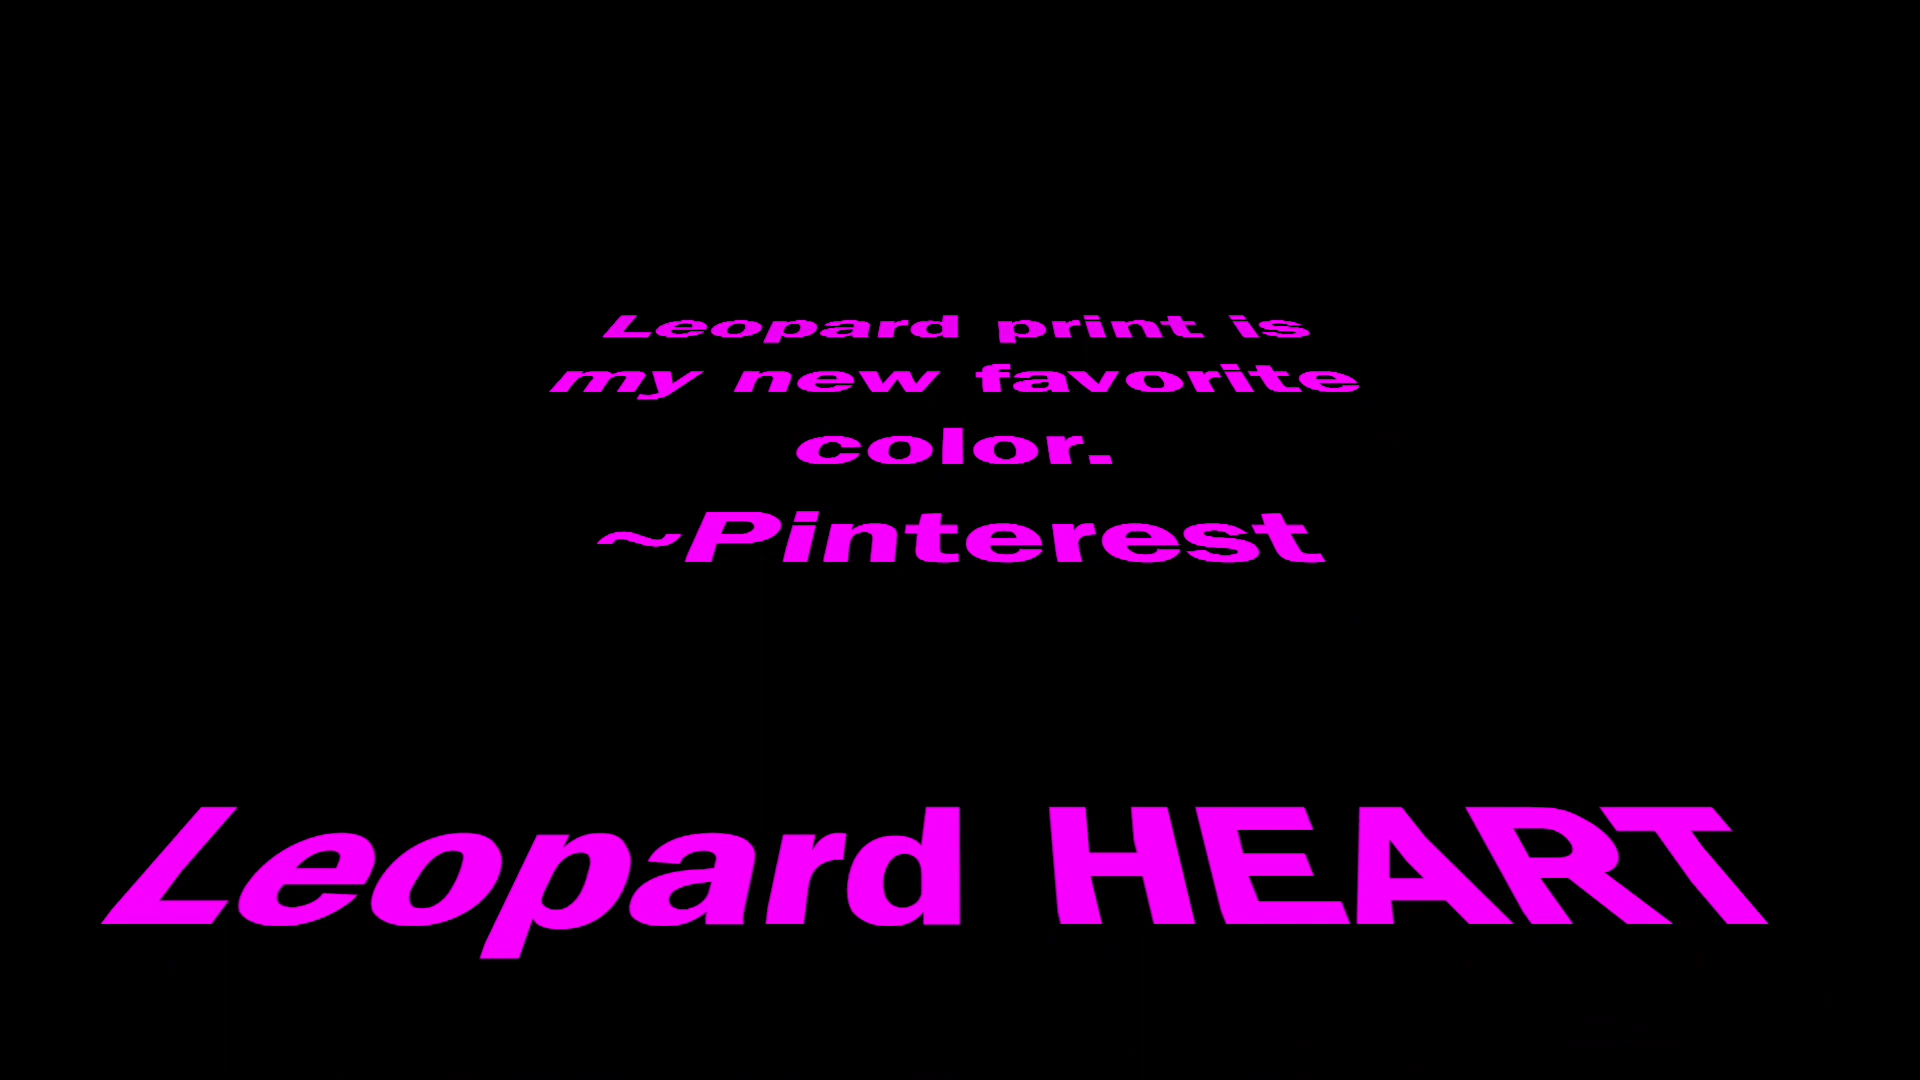 Leopard print is
my new favorite
color.
~Pinterest
Leopard HEART